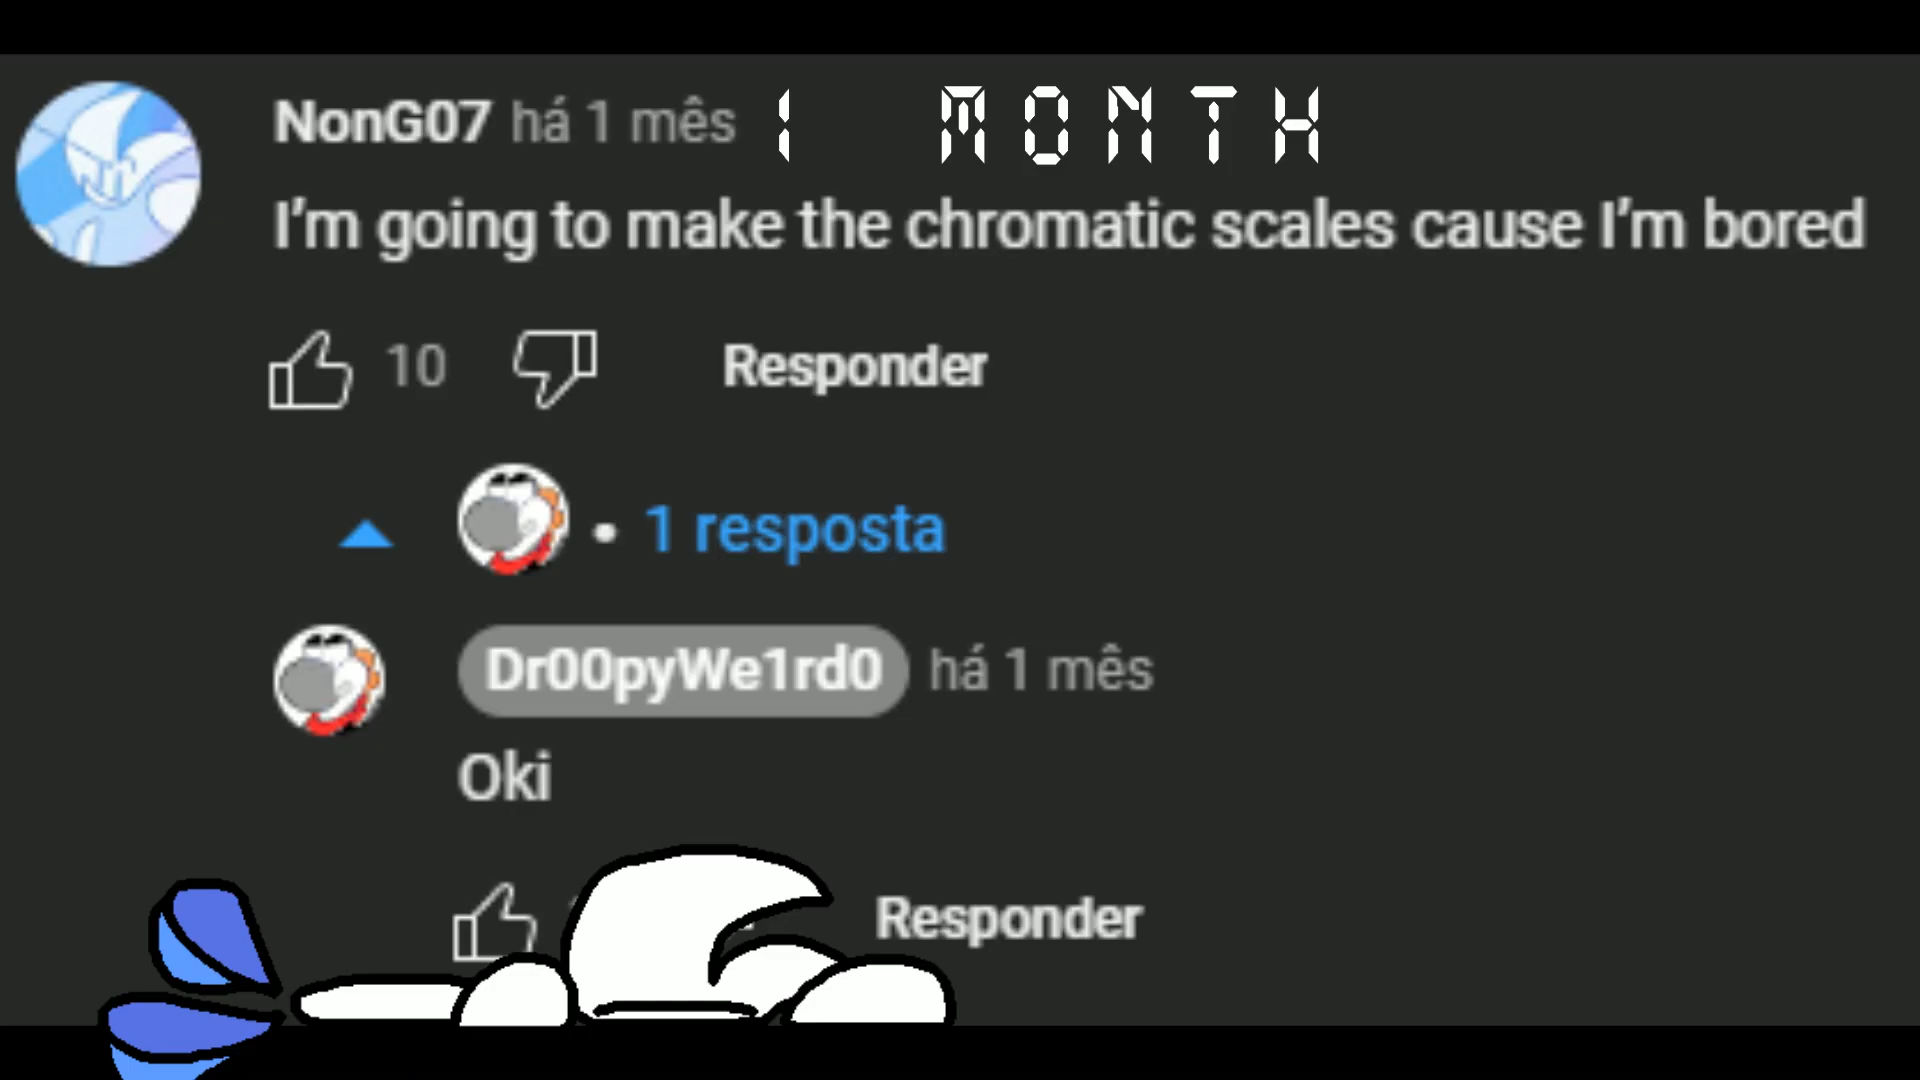 NonG07 há 1 mês 1 MONTH
I'm going to make the chromatic scales cause I'm bored
10 Responder
• 1 resposta
Dr00pyWe1rd0 há 1 mês
Oki
Responder